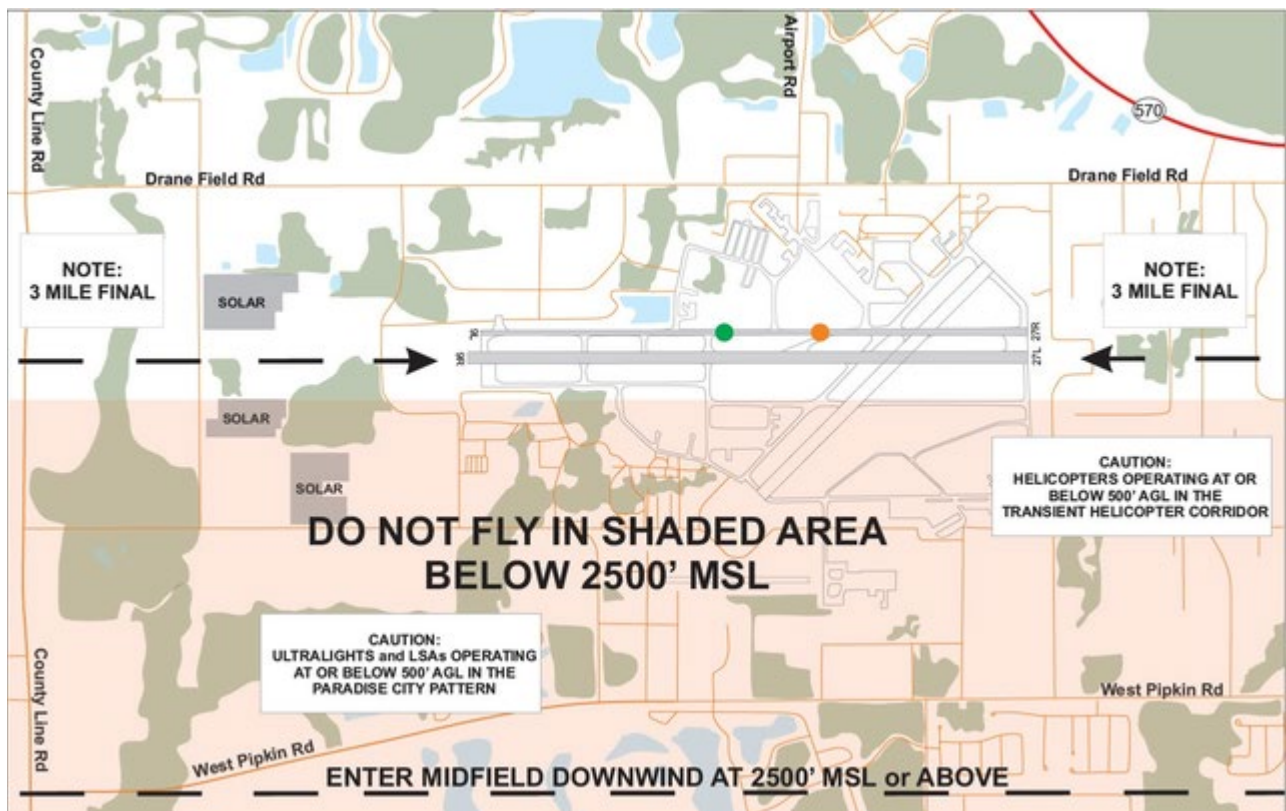 County Line Rd
Airport Rd
570
Drane Field Rd
Drane Field Rd
NOTE:
3 MILE FINAL
NOTE:
3 MILE FINAL
SOLAR
9L
27R
9R
27L
SOLAR
SOLAR
CAUTION:
HELICOPTERS OPERATING AT OR
BELOW 500' AGL IN THE
TRANSIENT HELICOPTER CORRIDOR
DO NOT FLY IN SHADED AREA
BELOW 2500' MSL
CAUTION:
ULTRALIGHTS and LSAs OPERATING
AT OR BELOW 500' AGL IN THE
PARADISE CITY PATTERN
County Line Rd
West Pipkin Rd
West Pipkin Rd
ENTER MIDFIELD DOWNWIND AT 2500' MSL or ABOVE